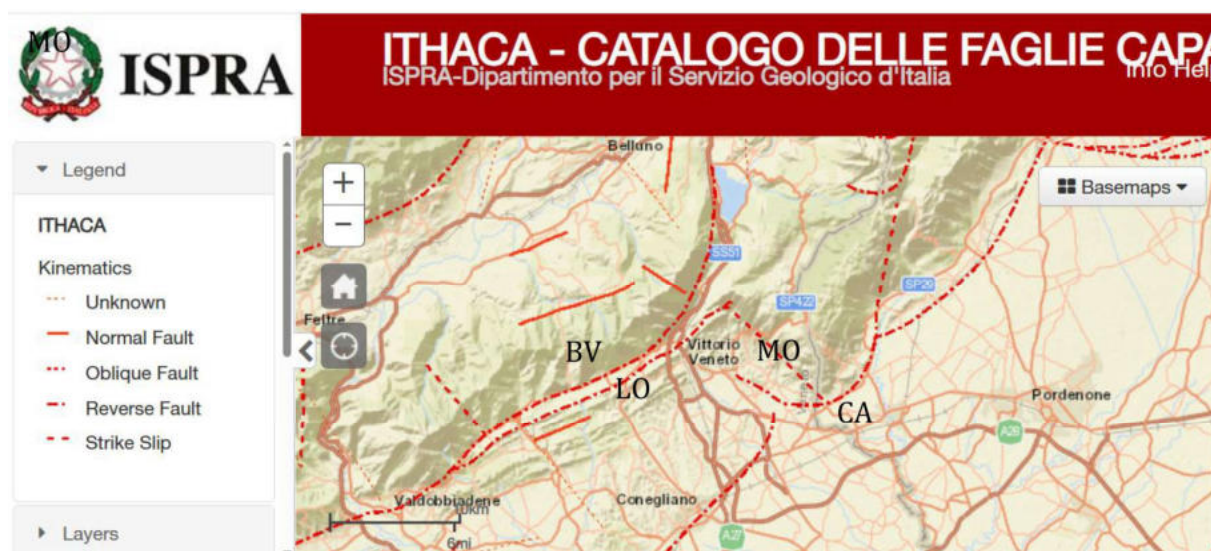 MO
ISPRA
ITHACA - CATALOGO DELLE FAGLIE CAPA
ISPRA-Dipartimento per il Servizio Geologico d'Italia
Info Hel
Legend
ITHACA
Kinematics
Unknown
Normal Fault
Oblique Fault
Reverse Fault
Strike Slip
Layers
+
−
Basemaps
Belluno
SS51
SP422
SP29
Feltre
BV
LO
Vittorio
Veneto
MO
CA
Pordenone
A28
Valdobbiadene
Conegliano
A27
10km
6mi